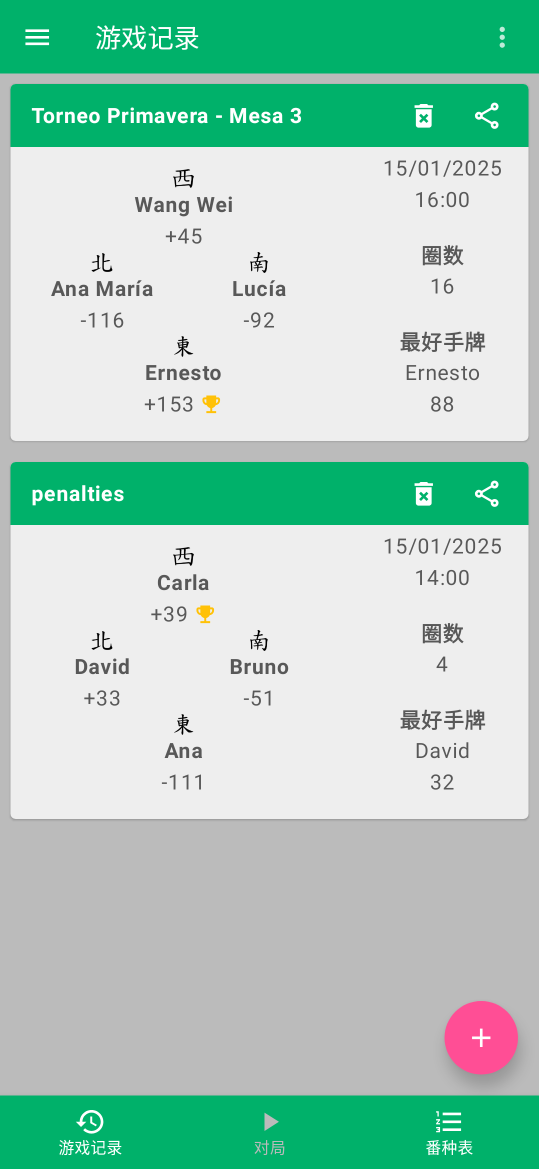 游戏记录
Torneo Primavera - Mesa 3
西
Wang Wei
+45
北
Ana María
-116
南
Lucía
-92
東
Ernesto
+153
15/01/2025
16:00
圈数
16
最好手牌
Ernesto
88
penalties
西
Carla
+39
北
David
+33
南
Bruno
-51
東
Ana
-111
15/01/2025
14:00
圈数
4
最好手牌
David
32
游戏记录
对局
番种表